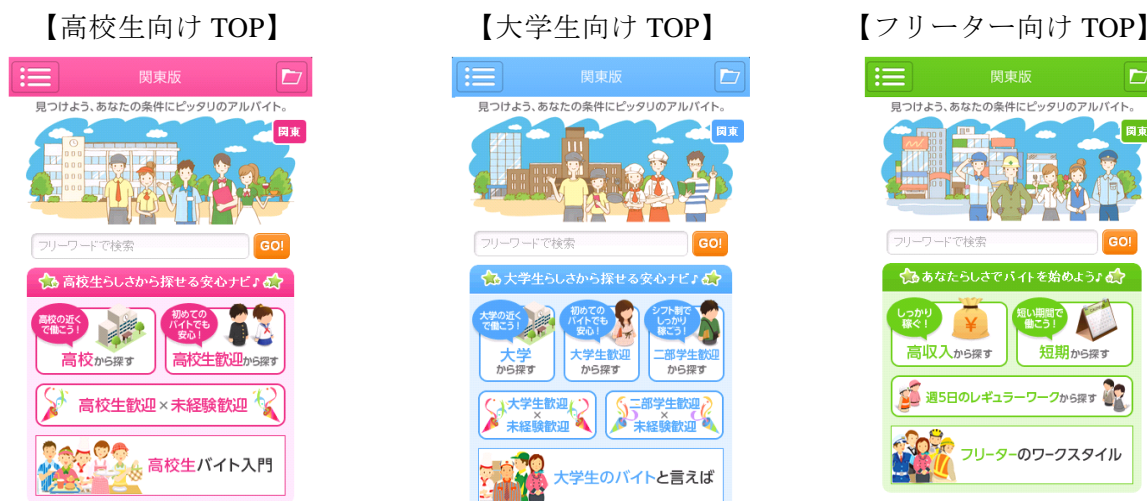 【高校生向け TOP】
関東版
見つけよう、あなたの条件にピッタリのアルバイト。
関東
フリーワードで検索
GO!
高校生らしさから探せる安心ナビ♪
高校の近くで働こう!
高校から探す
初めてのバイトでも安心!
高校生歓迎から探す
高校生歓迎×未経験歓迎
高校生バイト入門
【大学生向け TOP】
関東版
見つけよう、あなたの条件にピッタリのアルバイト。
関東
フリーワードで検索
GO!
大学生らしさから探せる安心ナビ♪
大学の近くで働こう!
大学
から探す
初めてのバイトでも安心!
大学生歓迎
から探す
シフト制でしっかり稼ごう!
二部学生歓迎
から探す
大学生歓迎
×
未経験歓迎
二部学生歓迎
×
未経験歓迎
大学生のバイトと言えば
【フリーター向け TOP】
関東版
見つけよう、あなたの条件にピッタリのアルバイト。
関東
フリーワードで検索
GO!
あなたらしさでバイトを始めよう♪
しっかり稼ぐ!
高収入から探す
短い期間で働こう!
短期から探す
週5日のレギュラーワークから探す
フリーターのワークスタイル